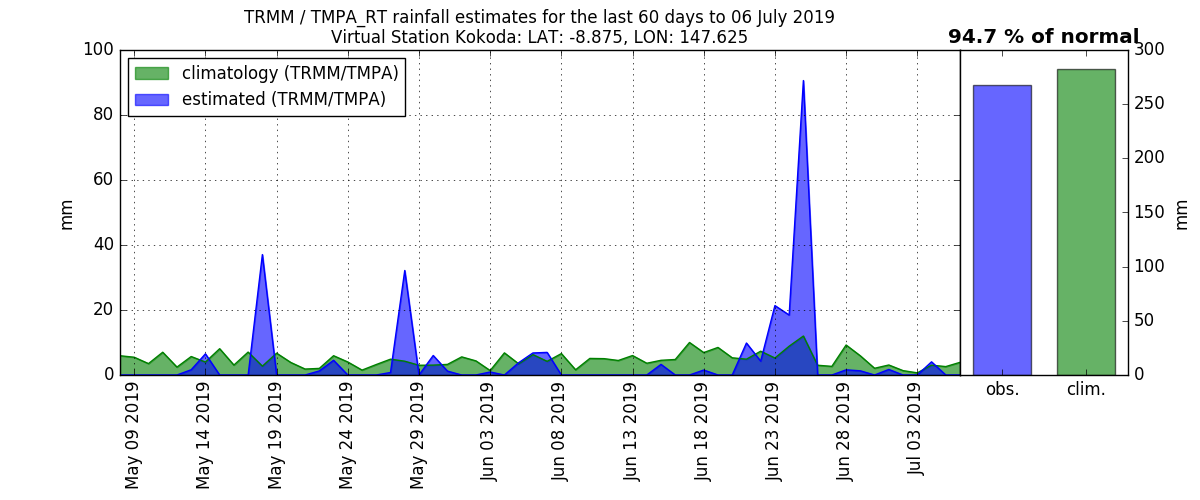 TRMM / TMPA_RT rainfall estimates for the last 60 days to 06 July 2019
Virtual Station Kokoda: LAT: -8.875, LON: 147.625
94.7 % of normal
climatology (TRMM/TMPA)
estimated (TRMM/TMPA)
100
80
60
40
20
0
mm
May 09 2019
May 14 2019
May 19 2019
May 24 2019
May 29 2019
Jun 03 2019
Jun 08 2019
Jun 13 2019
Jun 18 2019
Jun 23 2019
Jun 28 2019
Jul 03 2019
300
250
200
150
100
50
0
mm
obs.
clim.